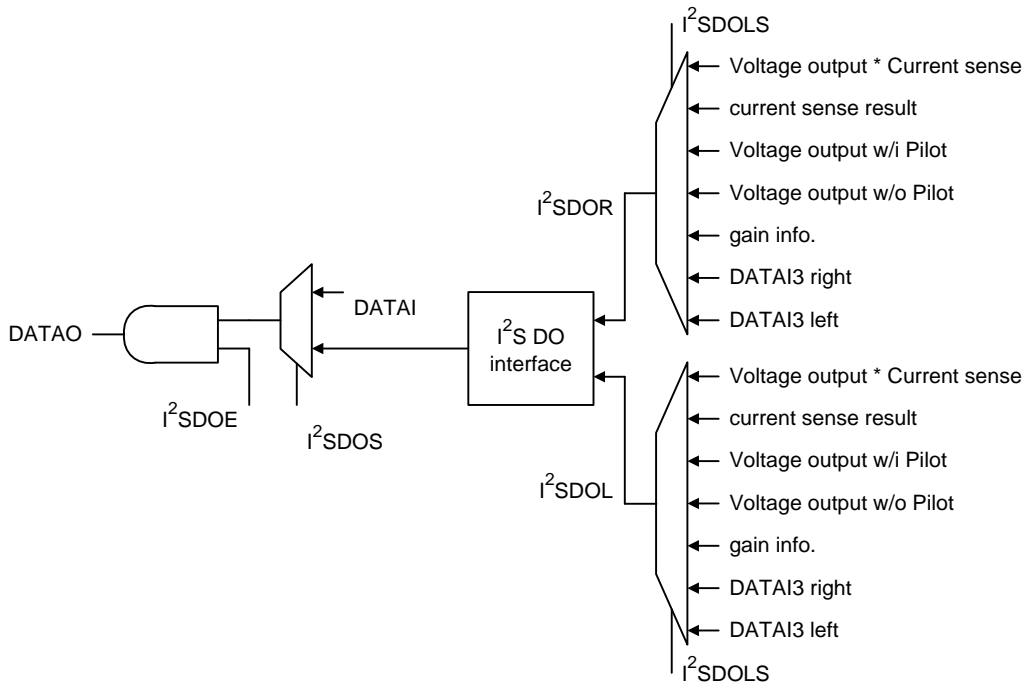 I²SDOLS
Voltage output * Current sense
current sense result
Voltage output w/i Pilot
Voltage output w/o Pilot
gain info.
DATAI3 right
DATAI3 left
I²SDOR
DATAI
DATAO
I²S DO
interface
I²SDOE
I²SDOS
I²SDOL
Voltage output * Current sense
current sense result
Voltage output w/i Pilot
Voltage output w/o Pilot
gain info.
DATAI3 right
DATAI3 left
I²SDOLS